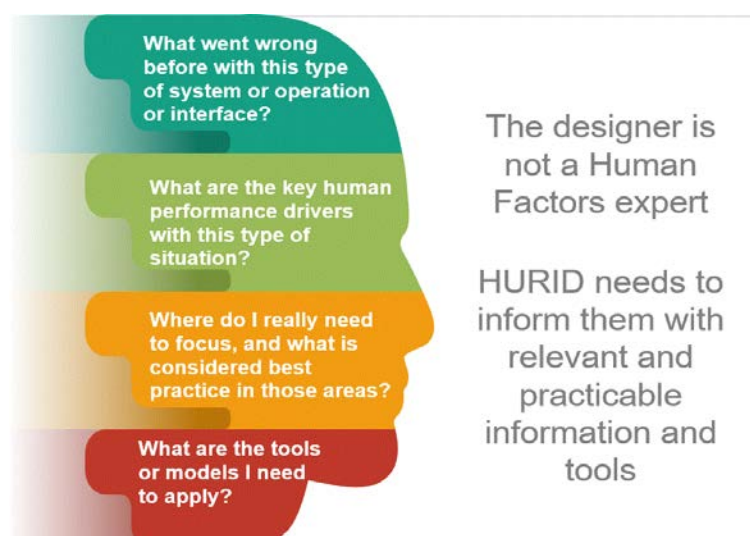 What went wrong
before with this type
of system or operation
or interface?
What are the key human
performance drivers
with this type of
situation?
Where do I really need
to focus, and what is
considered best
practice in those areas?
What are the tools
or models I need
to apply?
The designer is
not a Human
Factors expert
HURID needs to
inform them with
relevant and
practicable
information and
tools